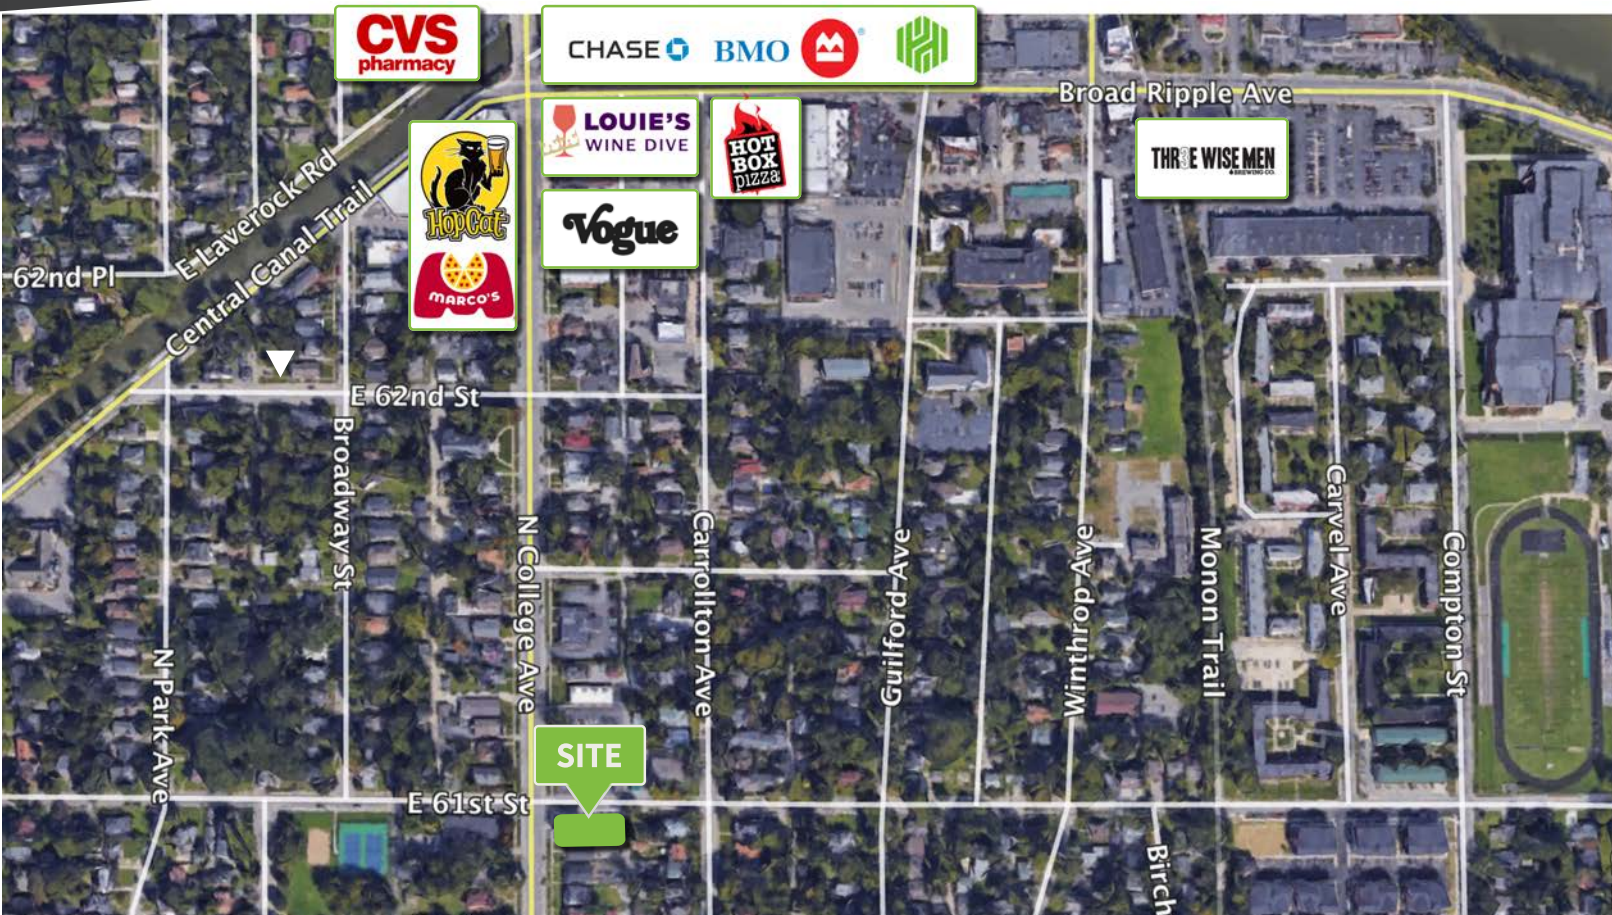 CVS
pharmacy
CHASE
BMO
Broad Ripple Ave
LOUIE'S
WINE DIVE
HOT
BOX
pizza
THREE WISE MEN
BREWING CO.
HopCat
Vogue
MARCO'S
E Laverock Rd
Central Canal Trail
62nd Pl
E 62nd St
Broadway St
N College Ave
Carrollton Ave
Guilford Ave
Winthrop Ave
Monon Trail
Carvel Ave
Compton St
N Park Ave
SITE
E 61st St
Birch